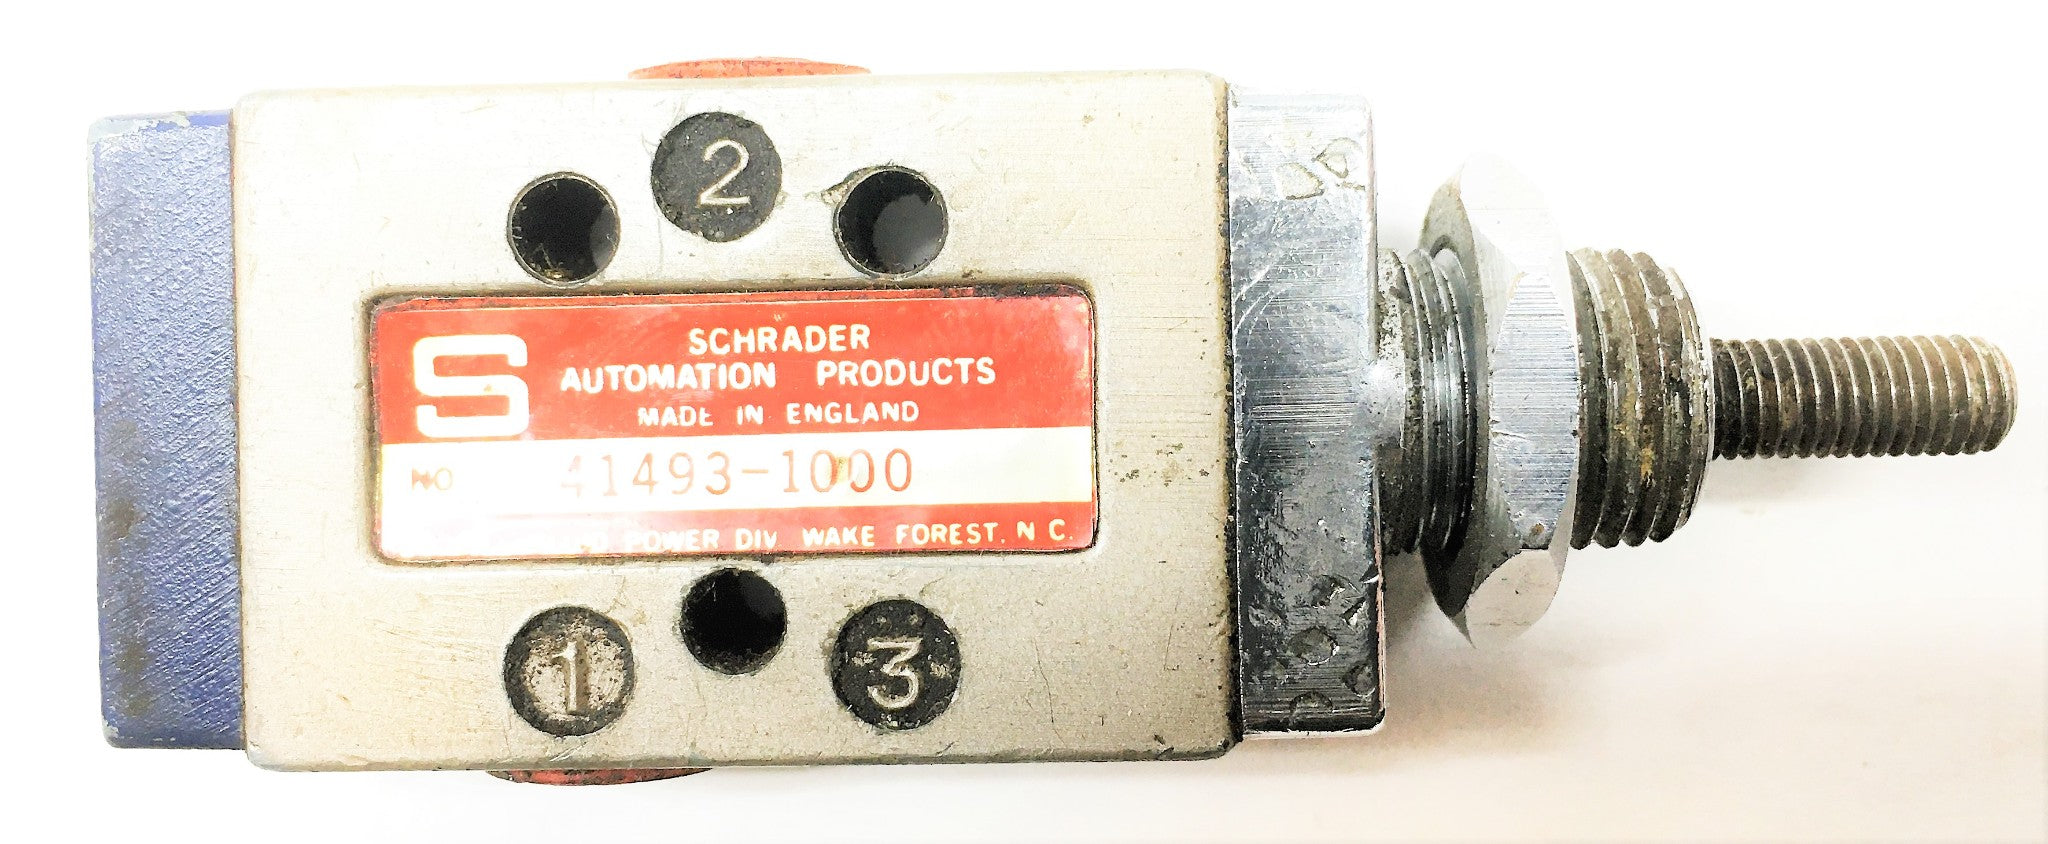 2
S
SCHRADER
AUTOMATION PRODUCTS
MADE IN ENGLAND
NO 41493-1000
POWER DIV WAKE FOREST, N C.
1
3